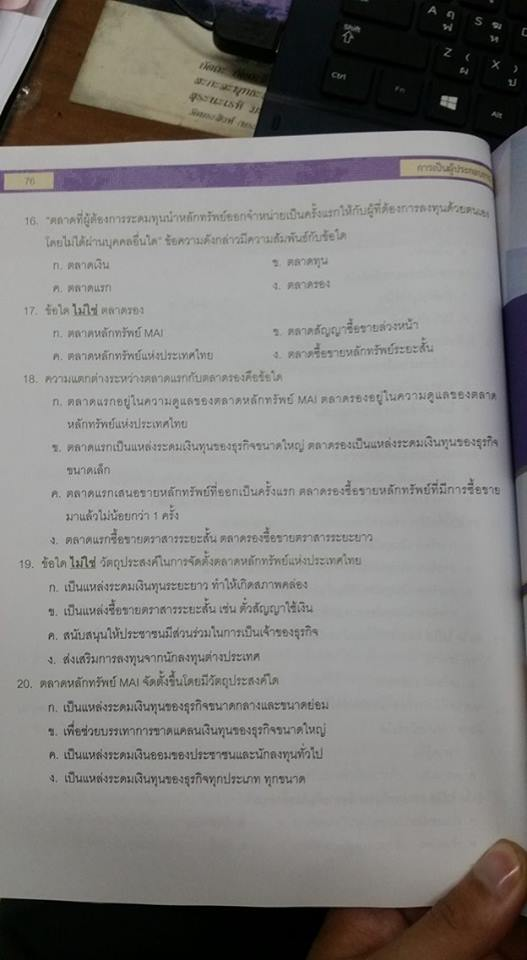 76
16. "ตลาดที่ผู้ต้องการระดมทุนนำหลักทรัพย์ออกจำหน่ายเป็นครั้งแรกให้กับผู้ที่ต้องการลงทุนด้วยตนเอง
โดยไม่ได้ผ่านบุคคลอื่นใด" ข้อความดังกล่าวมีความสัมพันธ์กับข้อใด
ก. ตลาดเงิน ข. ตลาดทุน
ค. ตลาดแรก ง. ตลาดรอง
17. ข้อใด ไม่ใช่ ตลาดรอง
ก. ตลาดหลักทรัพย์ MAI ข. ตลาดสัญญาซื้อขายล่วงหน้า
ค. ตลาดหลักทรัพย์แห่งประเทศไทย ง. ตลาดซื้อขายหลักทรัพย์ระยะสั้น
18. ความแตกต่างระหว่างตลาดแรกกับตลาดรองคือข้อใด
ก. ตลาดแรกอยู่ในความดูแลของตลาดหลักทรัพย์ MAI ตลาดรองอยู่ในความดูแลของตลาด
หลักทรัพย์แห่งประเทศไทย
ข. ตลาดแรกเป็นแหล่งระดมเงินทุนของธุรกิจขนาดใหญ่ ตลาดรองเป็นแหล่งระดมเงินทุนของธุรกิจ
ขนาดเล็ก
ค. ตลาดแรกเสนอขายหลักทรัพย์ที่ออกเป็นครั้งแรก ตลาดรองซื้อขายหลักทรัพย์ที่มีการซื้อขาย
มาแล้วไม่น้อยกว่า 1 ครั้ง
ง. ตลาดแรกซื้อขายตราสารระยะสั้น ตลาดรองซื้อขายตราสารระยะยาว
19. ข้อใด ไม่ใช่ วัตถุประสงค์ในการจัดตั้งตลาดหลักทรัพย์แห่งประเทศไทย
ก. เป็นแหล่งระดมเงินทุนระยะยาว ทำให้เกิดสภาพคล่อง
ข. เป็นแหล่งซื้อขายตราสารระยะสั้น เช่น ตั๋วสัญญาใช้เงิน
ค. สนับสนุนให้ประชาชนมีส่วนร่วมในการเป็นเจ้าของธุรกิจ
ง. ส่งเสริมการลงทุนจากนักลงทุนต่างประเทศ
20. ตลาดหลักทรัพย์ MAI จัดตั้งขึ้นโดยมีวัตถุประสงค์ใด
ก. เป็นแหล่งระดมเงินทุนของธุรกิจขนาดกลางและขนาดย่อม
ข. เพื่อช่วยบรรเทาการขาดแคลนเงินทุนของธุรกิจขนาดใหญ่
ค. เป็นแหล่งระดมเงินออมของประชาชนและนักลงทุนทั่วไป
ง. เป็นแหล่งระดมเงินทุนของธุรกิจทุกประเภท ทุกขนาด
Shift
Ctrl
Fn
Alt
A
S
Z
X